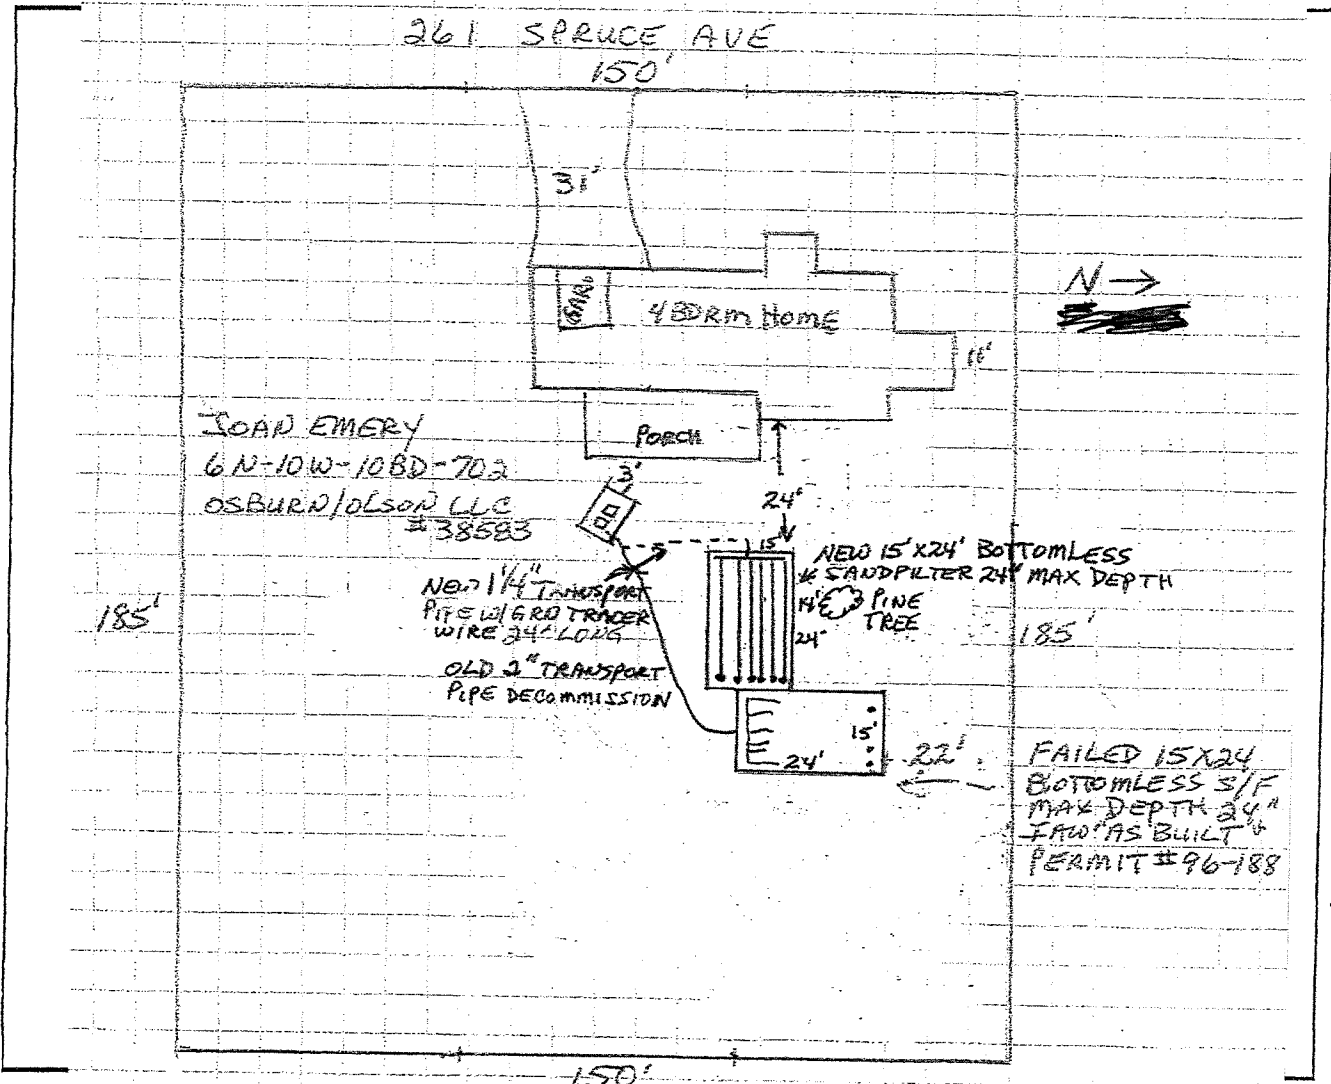 261 SPRUCE AVE
150'
31'
N →
GAR.
4 BDRM HOME
11'
JOAN EMERY
6N-10W-10BD-702
OSBURN/OLSON LLC
#38583
PORCH
3'
24'
15'
NEW 15'X24' BOTTOMLESS
SANDFILTER 24" MAX DEPTH
14'
PINE
TREE
24'
NEW 1 1/4" TRANSPORT
PIPE W/GRD TRACER
WIRE 24' LONG
185'
185'
OLD 2" TRANSPORT
PIPE DECOMMISSION
15'
24'
22'
FAILED 15X24
BOTTOMLESS S/F
MAX DEPTH 24"
"AS BUILT"
PERMIT #96-188
150'